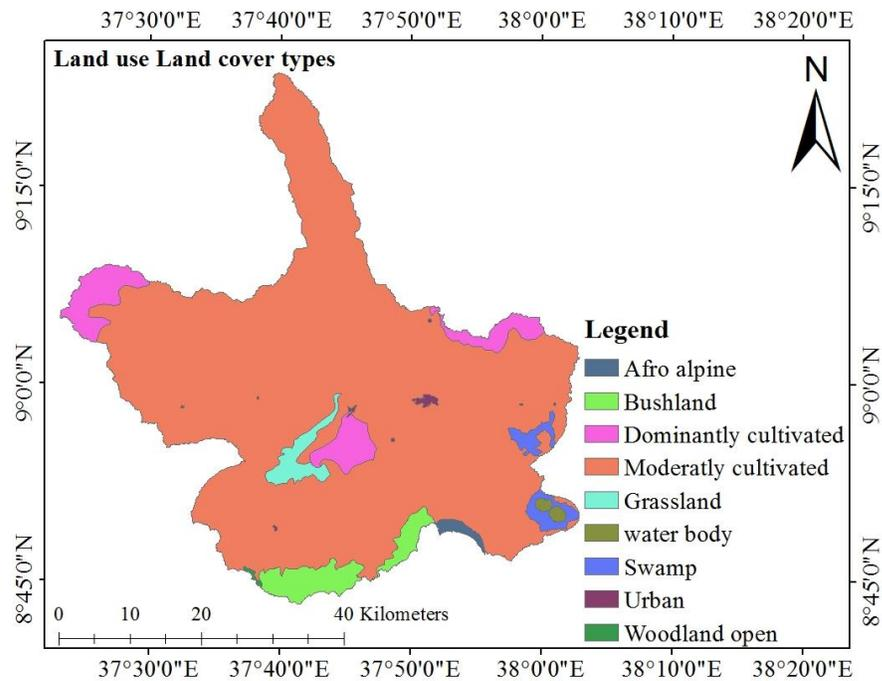 37°30'0"E 37°40'0"E 37°50'0"E 38°0'0"E 38°10'0"E 38°20'0"E
Land use Land cover types
N
9°15'0"N
9°15'0"N
9°0'0"N
9°0'0"N
8°45'0"N
8°45'0"N
Legend
Afro alpine
Bushland
Dominantly cultivated
Moderatly cultivated
Grassland
water body
Swamp
Urban
Woodland open
0 10 20 40 Kilometers
37°30'0"E 37°40'0"E 37°50'0"E 38°0'0"E 38°10'0"E 38°20'0"E